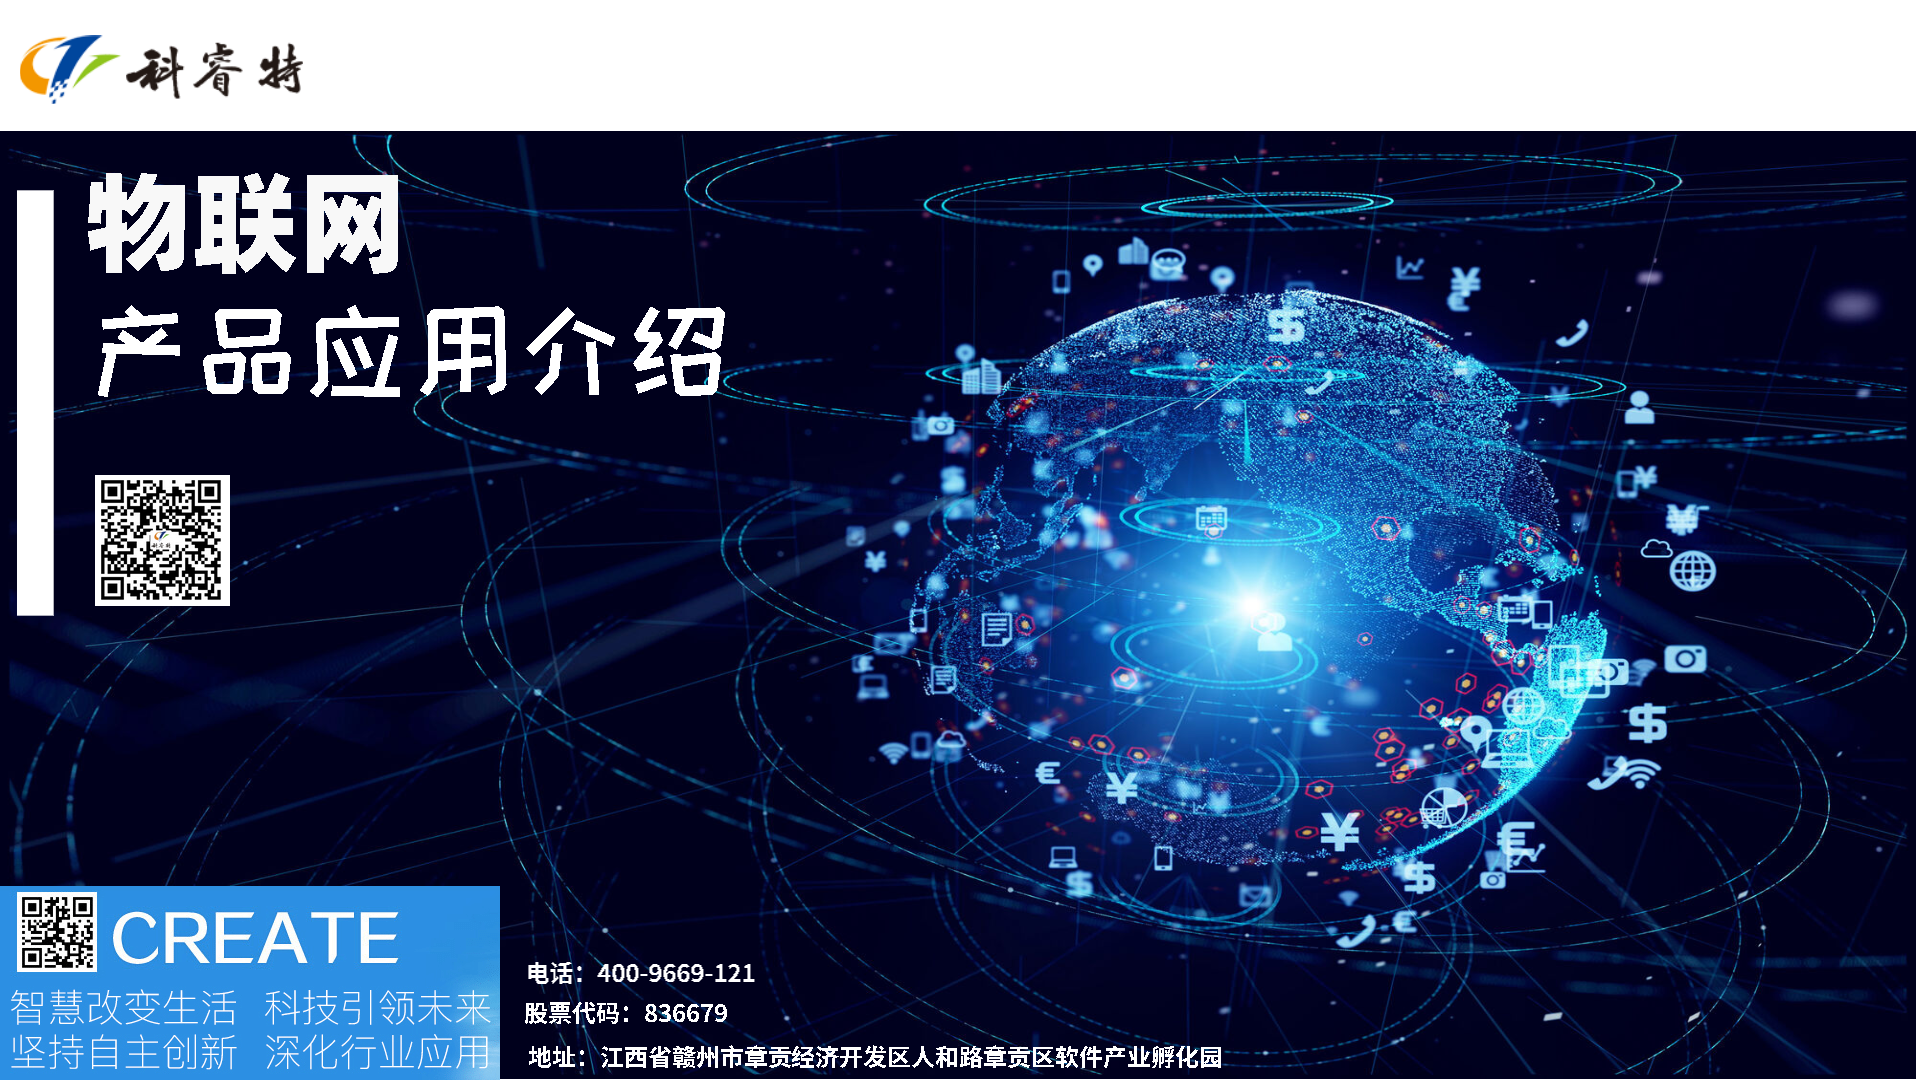 科睿特
物联网
产品应用介绍
CREATE
智慧改变生活 科技引领未来
坚持自主创新 深化行业应用
电话：400-9669-121
股票代码：836679
地址：江西省赣州市章贡经济开发区人和路章贡区软件产业孵化园